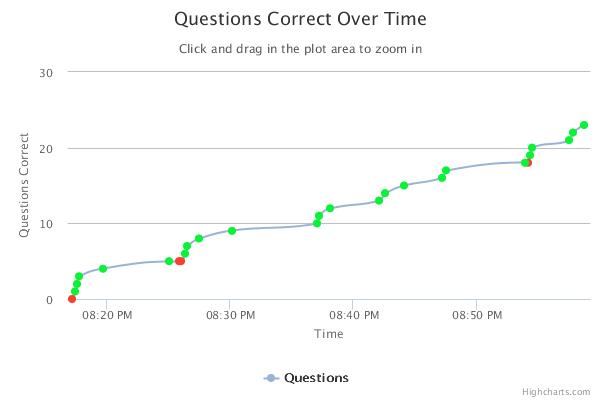 Questions Correct Over Time
Click and drag in the plot area to zoom in
Questions Correct
30
20
10
0
08:20 PM
08:30 PM
08:40 PM
08:50 PM
Time
Questions
Highcharts.com